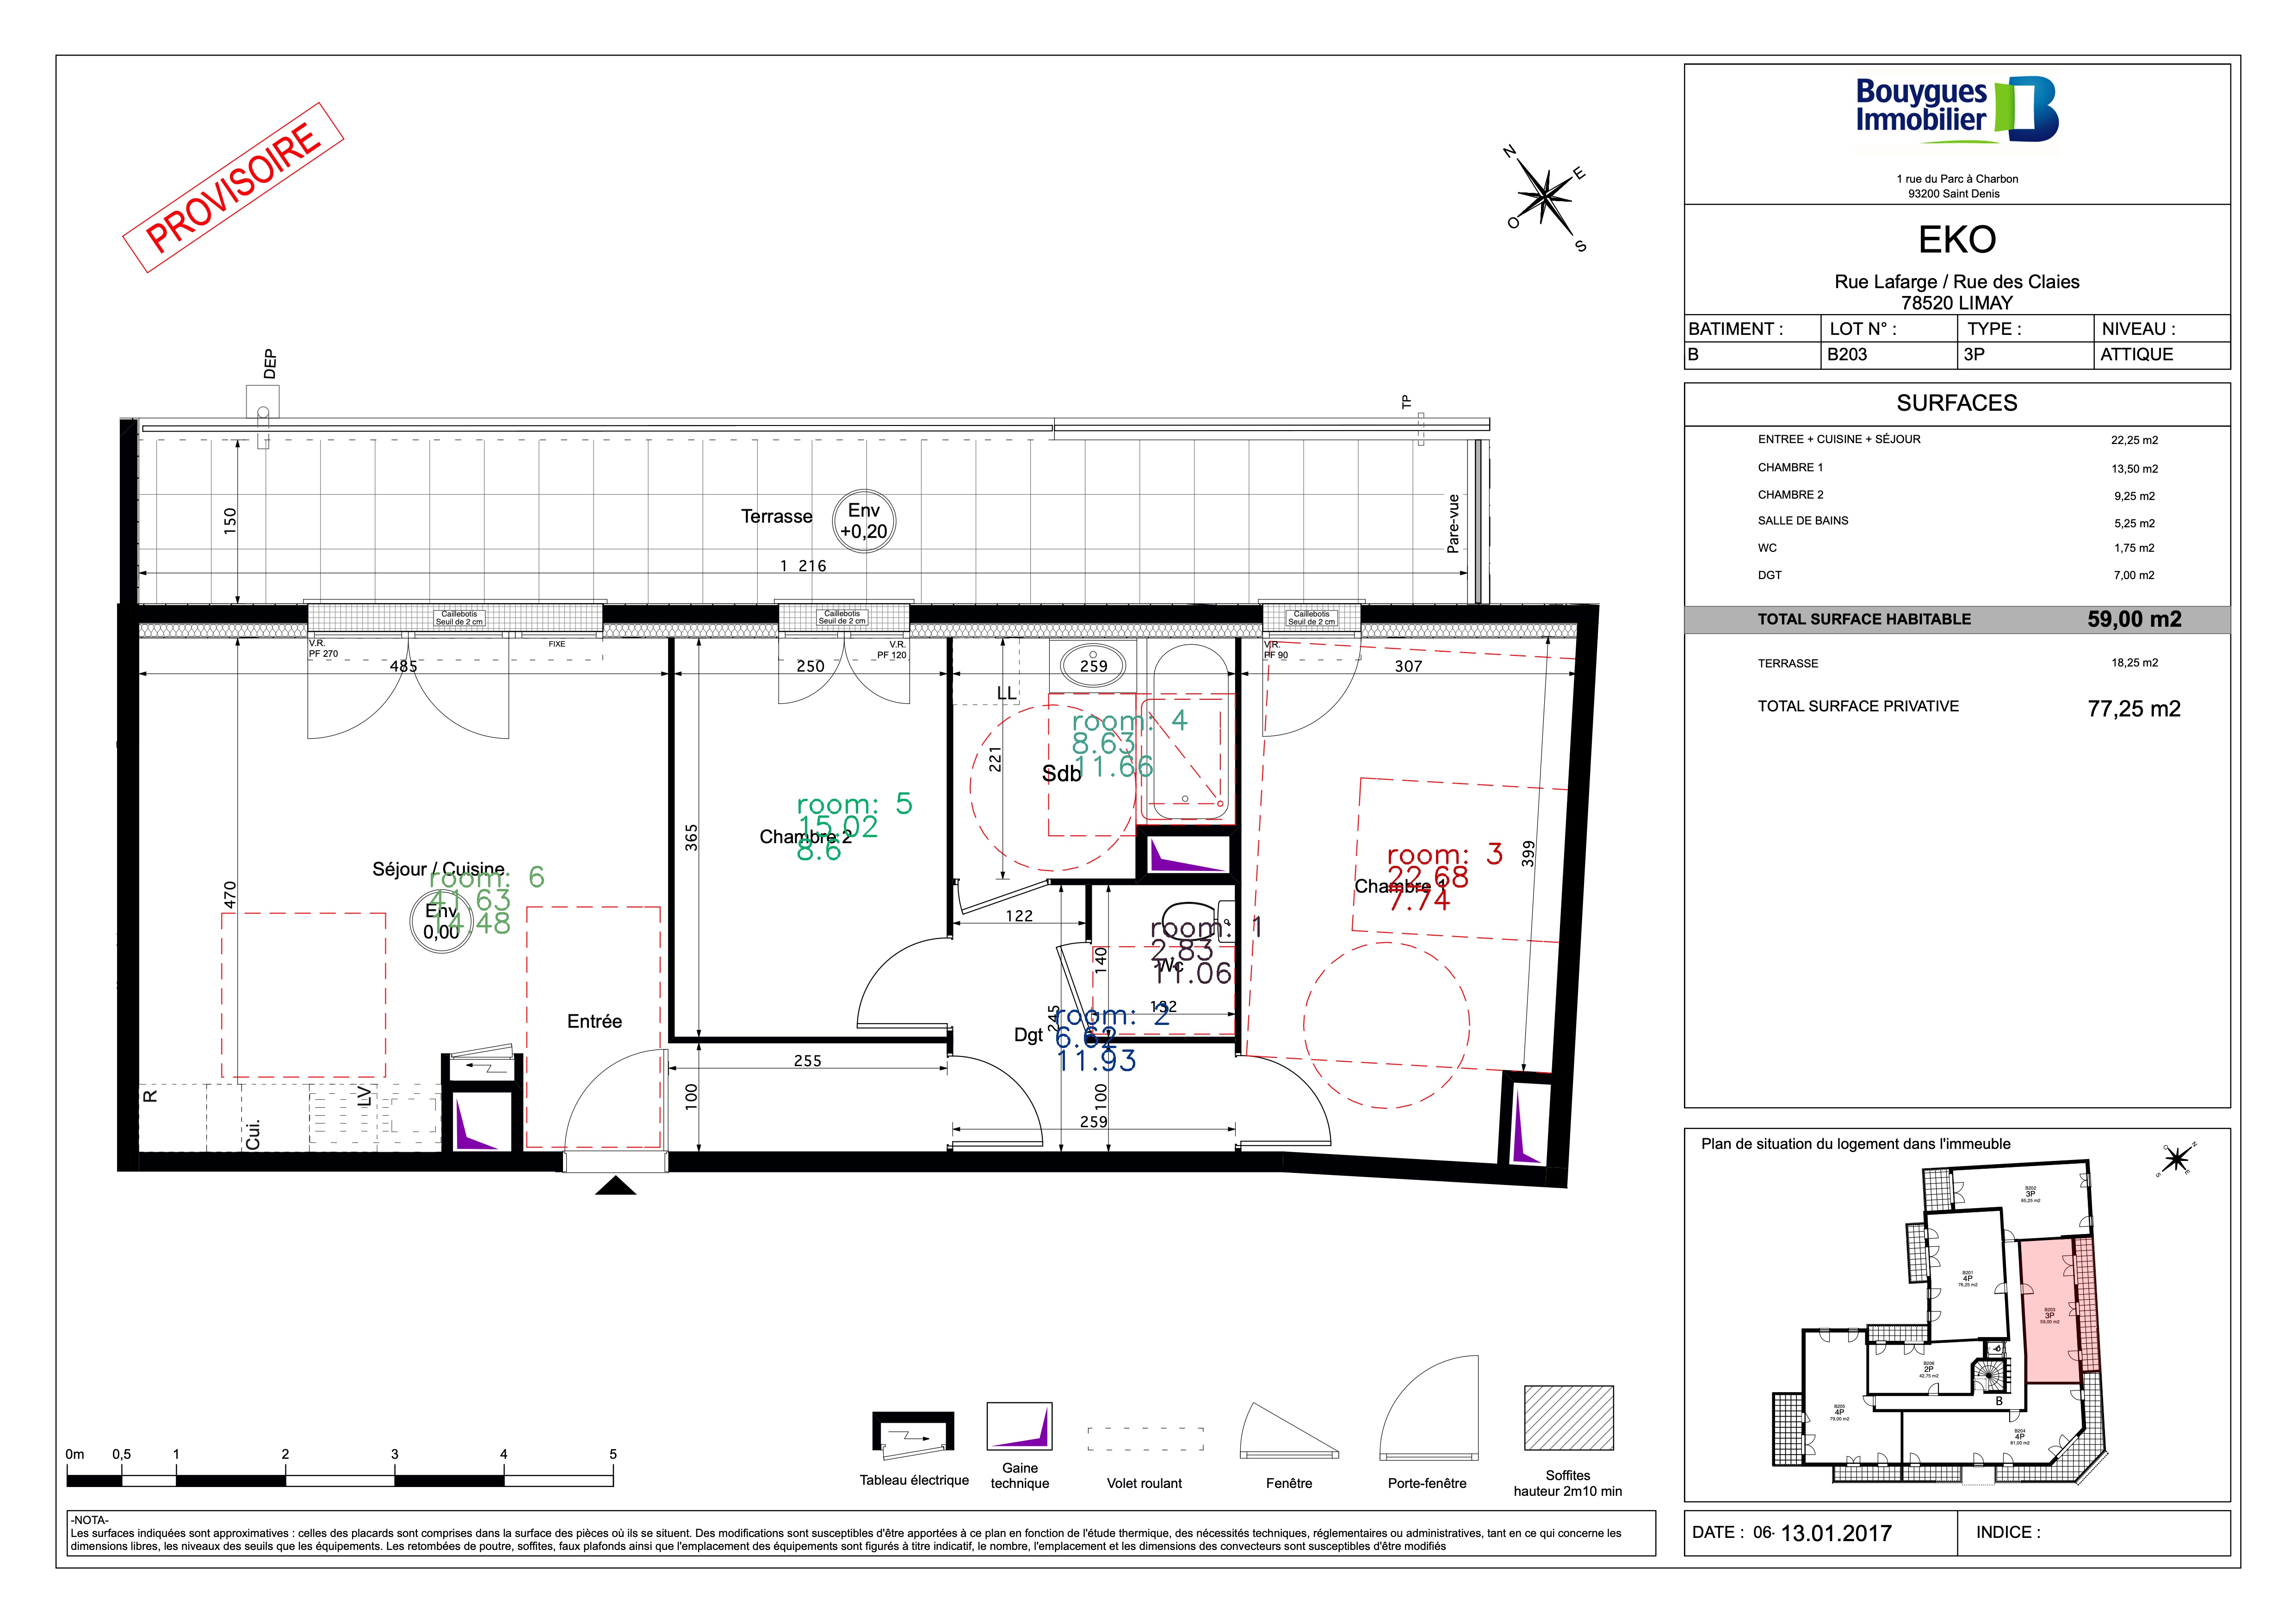 PROVISOIRE
N
E
O
S
Bouygues
Immobilier
1 rue du Parc à Charbon
93200 Saint Denis
EKO
Rue Lafarge / Rue des Claies
78520 LIMAY
BATIMENT : LOT N° : TYPE : NIVEAU :
B B203 3P ATTIQUE
SURFACES
ENTREE + CUISINE + SÉJOUR 22,25 m2
CHAMBRE 1 13,50 m2
CHAMBRE 2 9,25 m2
SALLE DE BAINS 5,25 m2
WC 1,75 m2
DGT 7,00 m2
TOTAL SURFACE HABITABLE 59,00 m2
TERRASSE 18,25 m2
TOTAL SURFACE PRIVATIVE 77,25 m2
DEP
TP
150
Terrasse
Env
+0,20
Pare-vue
1 216
Caillebotis
Seuil de 2 cm
Caillebotis
Seuil de 2 cm
Caillebotis
Seuil de 2 cm
V.R.
PF 270
FIXE
V.R.
PF 120
V.R.
PF 90
485
250
259
307
LL
221
room: 4
8.63
11.66
Sdb
room: 5
15.02
8.6
Chambre 2
365
399
room: 3
22.68
7.74
Chambre 1
Séjour / Cuisine
room: 6
41.63
14.48
Env
0,00
470
122
room: 1
2.83
11.06
Wc
140
132
245
Entrée
Dgt
room: 2
6.62
11.93
255
100
100
259
R
LV
Cui.
Plan de situation du logement dans l'immeuble
N
E
S
O
B202
3P
65,25 m2
B201
4P
78,25 m2
B203
3P
59,00 m2
B206
2P
42,75 m2
B
B205
4P
79,00 m2
B204
4P
81,00 m2
0m 0,5 1 2 3 4 5
Tableau électrique
Gaine
technique
Volet roulant
Fenêtre
Porte-fenêtre
Soffites
hauteur 2m10 min
-NOTA-
Les surfaces indiquées sont approximatives : celles des placards sont comprises dans la surface des pièces où ils se situent. Des modifications sont susceptibles d'être apportées à ce plan en fonction de l'étude thermique, des nécessités techniques, réglementaires ou administratives, tant en ce qui concerne les
dimensions libres, les niveaux des seuils que les équipements. Les retombées de poutre, soffites, faux plafonds ainsi que l'emplacement des équipements sont figurés à titre indicatif, le nombre, l'emplacement et les dimensions des convecteurs sont susceptibles d'être modifiés
DATE : 06- 13.01.2017
INDICE :